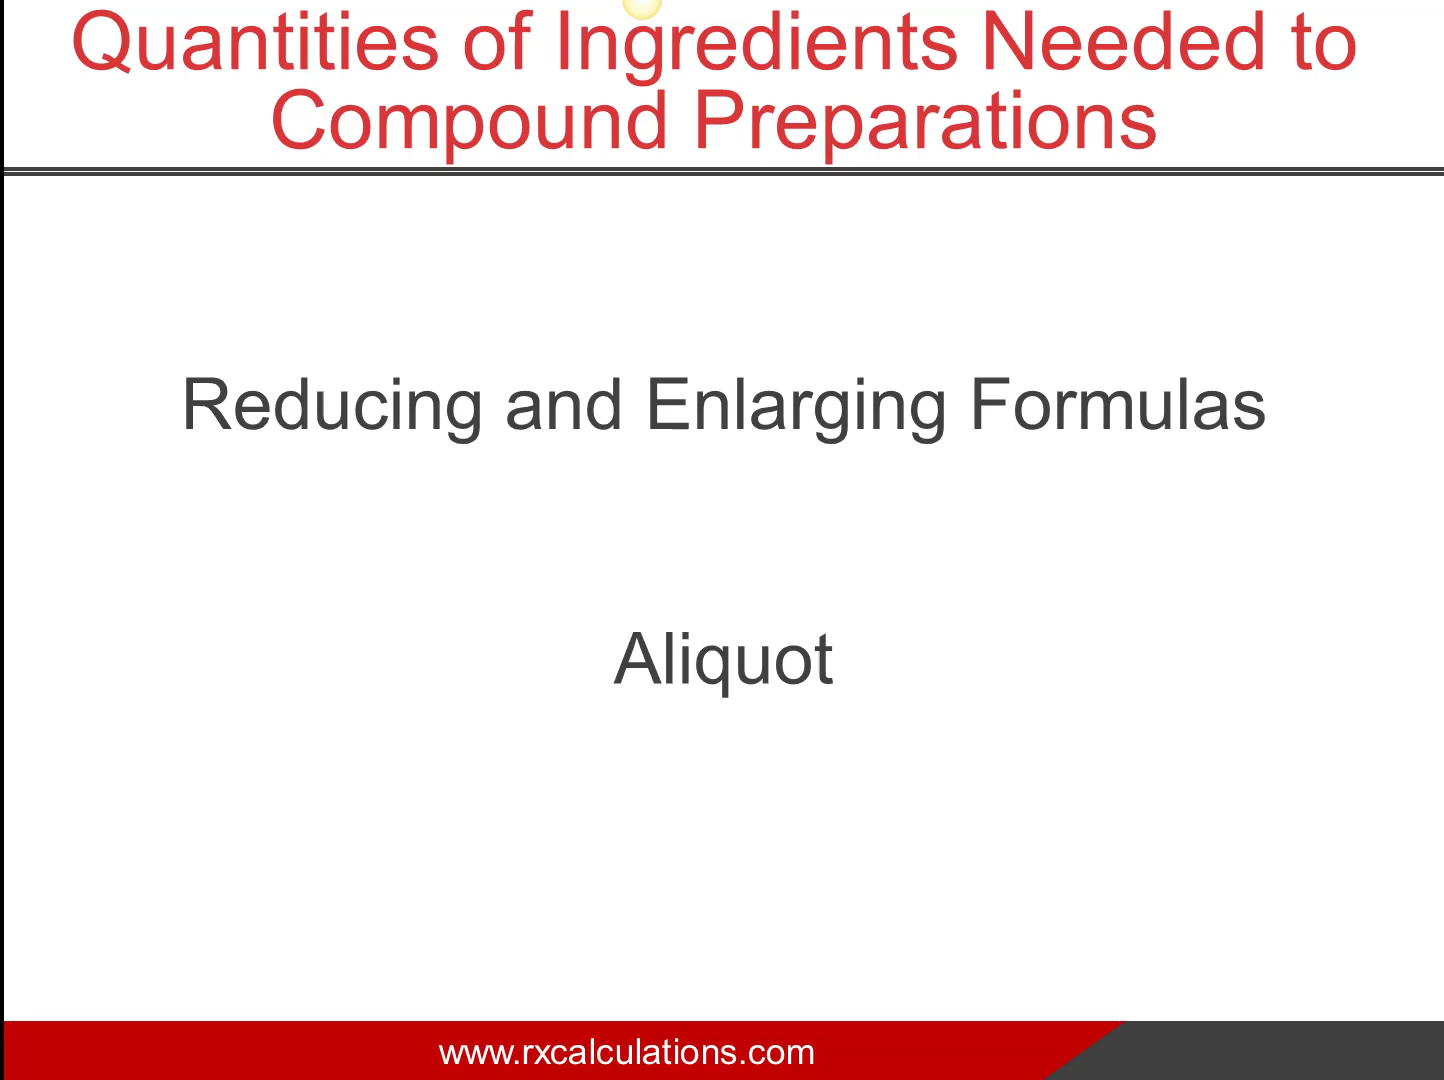 Quantities of Ingredients Needed to
Compound Preparations
Reducing and Enlarging Formulas
Aliquot
www.rxcalculations.com